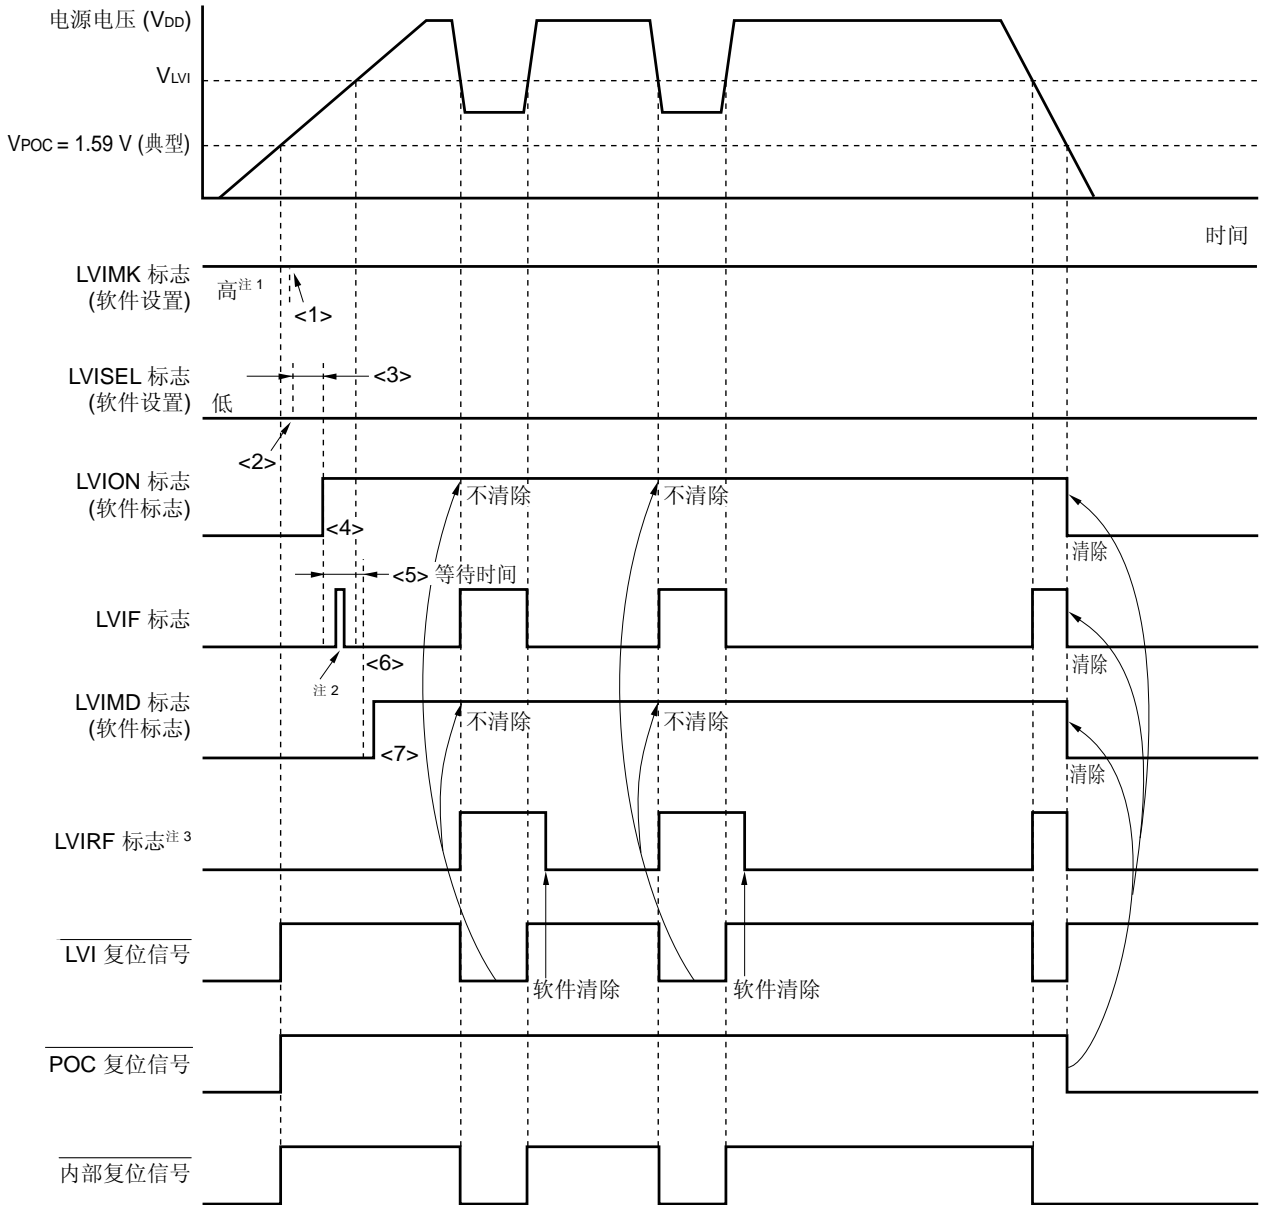 电源电压 (VDD)
VLVI
VPOC = 1.59 V (典型)
时间
LVIMK 标志
(软件设置)
高注 1
<1>
LVISEL 标志
(软件设置)
<3>
低
<2>
LVION 标志
(软件标志)
不清除
不清除
<4>
清除
<5> 等待时间
LVIF 标志
<6>
清除
注 2
LVIMD 标志
(软件标志)
不清除
不清除
<7>
清除
LVIRF 标志注 3
LVI 复位信号
软件清除
软件清除
POC 复位信号
内部复位信号